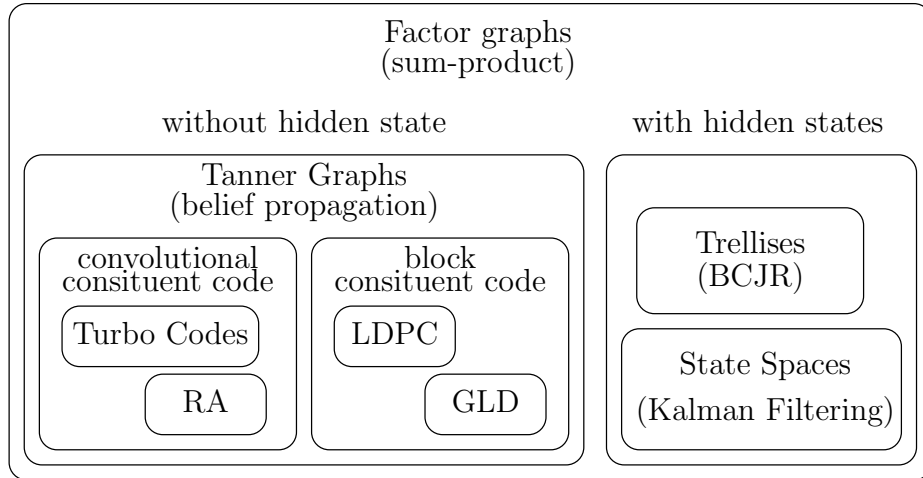 Factor graphs
(sum-product)
without hidden state
with hidden states
Tanner Graphs
(belief propagation)
convolutional
consituent code
Turbo Codes
RA
block
consituent code
LDPC
GLD
Trellises
(BCJR)
State Spaces
(Kalman Filtering)